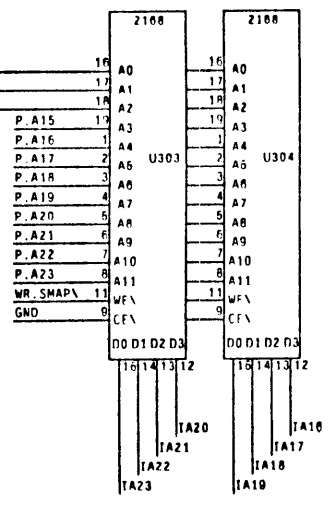 2168 2168
16 A0 16 A0
17 A1 17 A1
18 A2 18 A2
P.A15 19 A3 19 A3
P.A16 1 A4 1 A4
P.A17 2 A5 U303 2 A5 U304
P.A18 3 A6 3 A6
P.A19 4 A7 4 A7
P.A20 5 A8 5 A8
P.A21 6 A9 6 A9
P.A22 7 A10 7 A10
P.A23 8 A11 8 A11
WR.SMAP\ 11 WE\ 11 WE\
GND 9 CE\ 9 CE\
D0 D1 D2 D3 D0 D1 D2 D3
16 14 13 12 16 14 13 12
IA20 IA16
IA21 IA17
IA22 IA18
IA23 IA19